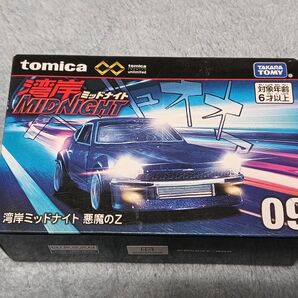 tomica
tomica
unlimited
TAKARA
TOMY
湾岸
ミッドナイト
MIDNIGHT
対象年齢
6才以上
湾岸ミッドナイト 悪魔のZ
09